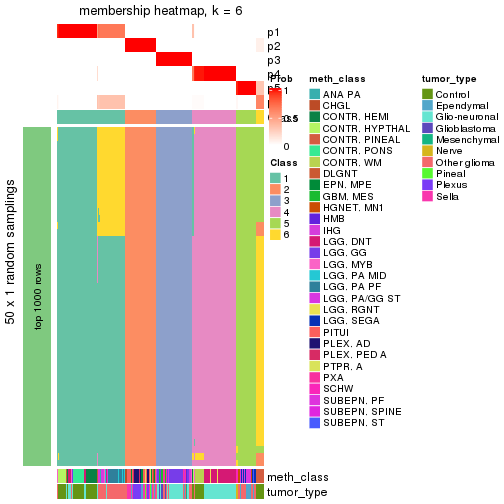 membership heatmap, k = 6
p1
p2
p3
p4
p5
Prob
1
0.5
0
Class
1
2
3
4
5
6
50 x 1 random samplings
top 1000 rows
meth_class
tumor_type
meth_class
ANA PA
CHGL
CONTR. HEMI
CONTR. HYPTHAL
CONTR. PINEAL
CONTR. PONS
CONTR. WM
DLGNT
EPN. MPE
GBM. MES
HGNET. MN1
HMB
IHG
LGG. DNT
LGG. GG
LGG. MYB
LGG. PA MID
LGG. PA PF
LGG. PA/GG ST
LGG. RGNT
LGG. SEGA
PITUI
PLEX. AD
PLEX. PED A
PTPR. A
PXA
SCHW
SUBEPN. PF
SUBEPN. SPINE
SUBEPN. ST
tumor_type
Control
Ependymal
Glio-neuronal
Glioblastoma
Mesenchymal
Nerve
Other glioma
Pineal
Plexus
Sella